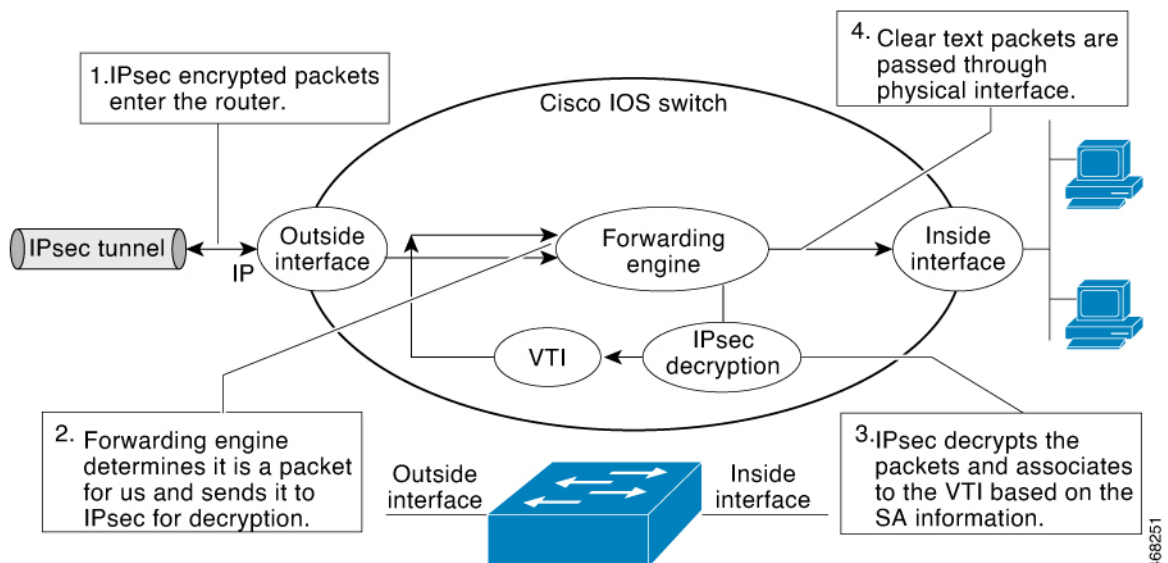 1. IPsec encrypted packets
enter the router.
4. Clear text packets are
passed through
physical interface.
Cisco IOS switch
IPsec tunnel
IP
Outside
interface
Forwarding
engine
Inside
interface
VTI
IPsec
decryption
2. Forwarding engine
determines it is a packet
for us and sends it to
IPsec for decryption.
Outside
interface
Inside
interface
3. IPsec decrypts the
packets and associates
to the VTI based on the
SA information.
468251